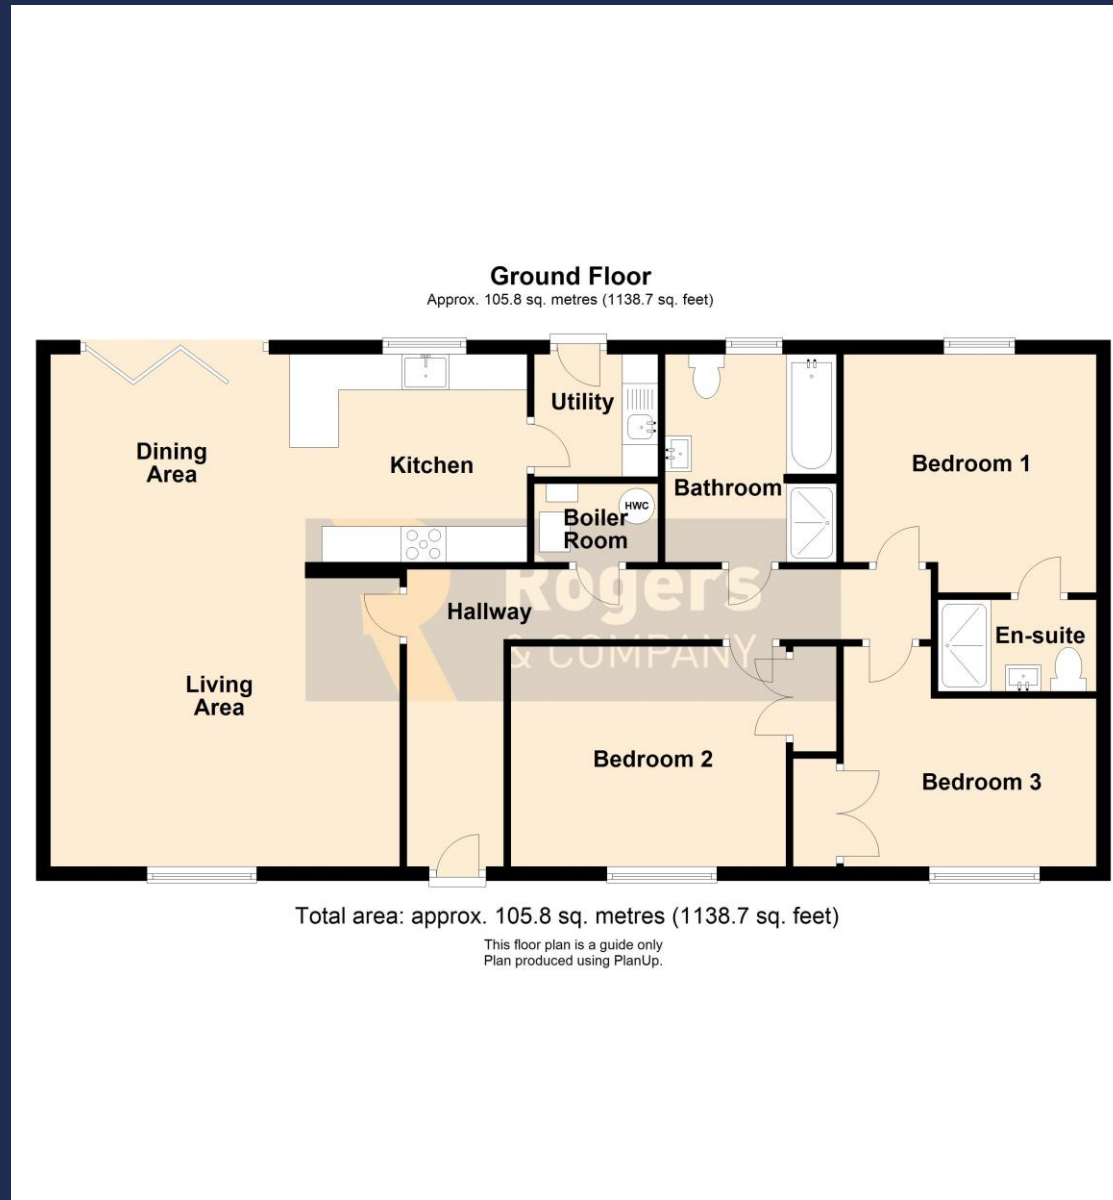 Ground Floor
Approx. 105.8 sq. metres (1138.7 sq. feet)
Utility
Dining
Area
Kitchen
Bedroom 1
Bathroom
HWC
Boiler
Room
Rogers
& COMPANY
Hallway
En-suite
Living
Area
Bedroom 2
Bedroom 3
Total area: approx. 105.8 sq. metres (1138.7 sq. feet)
This floor plan is a guide only
Plan produced using PlanUp.